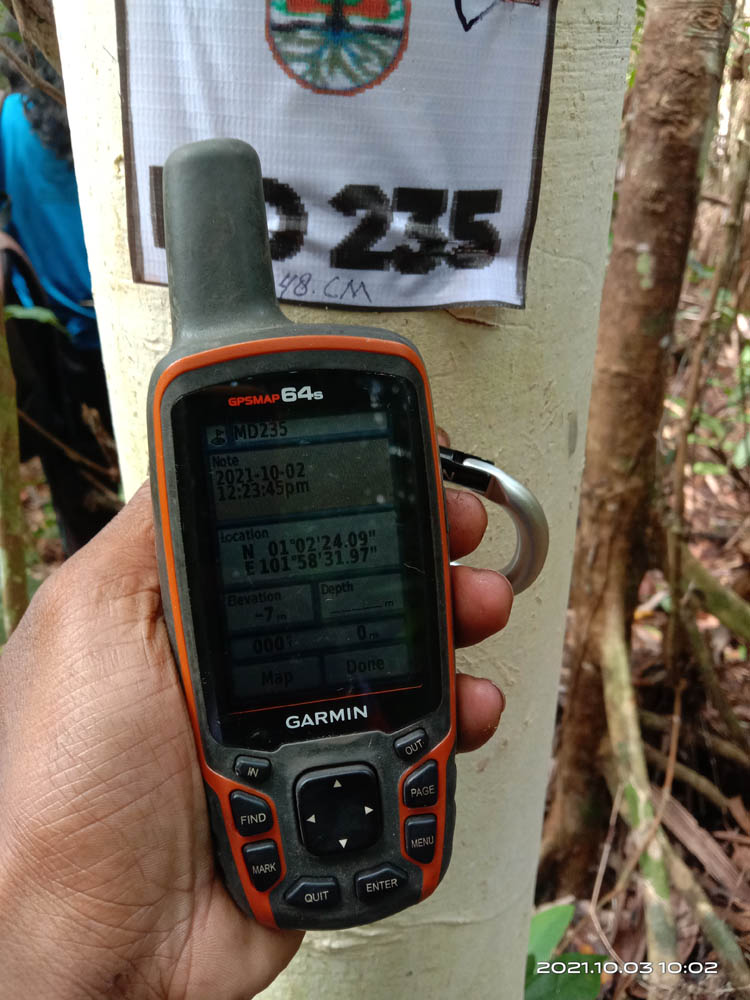 235
48.CM
GPSMAP 64s
MD235
Note
2021-10-02
12:23:45pm
Location
N 01°02'24.09"
E 101°58'31.97"
Elevation Depth
-7 m m
0 m
Map Done
GARMIN
IN OUT
FIND PAGE
MARK MENU
QUIT ENTER
2021.10.03 10:02